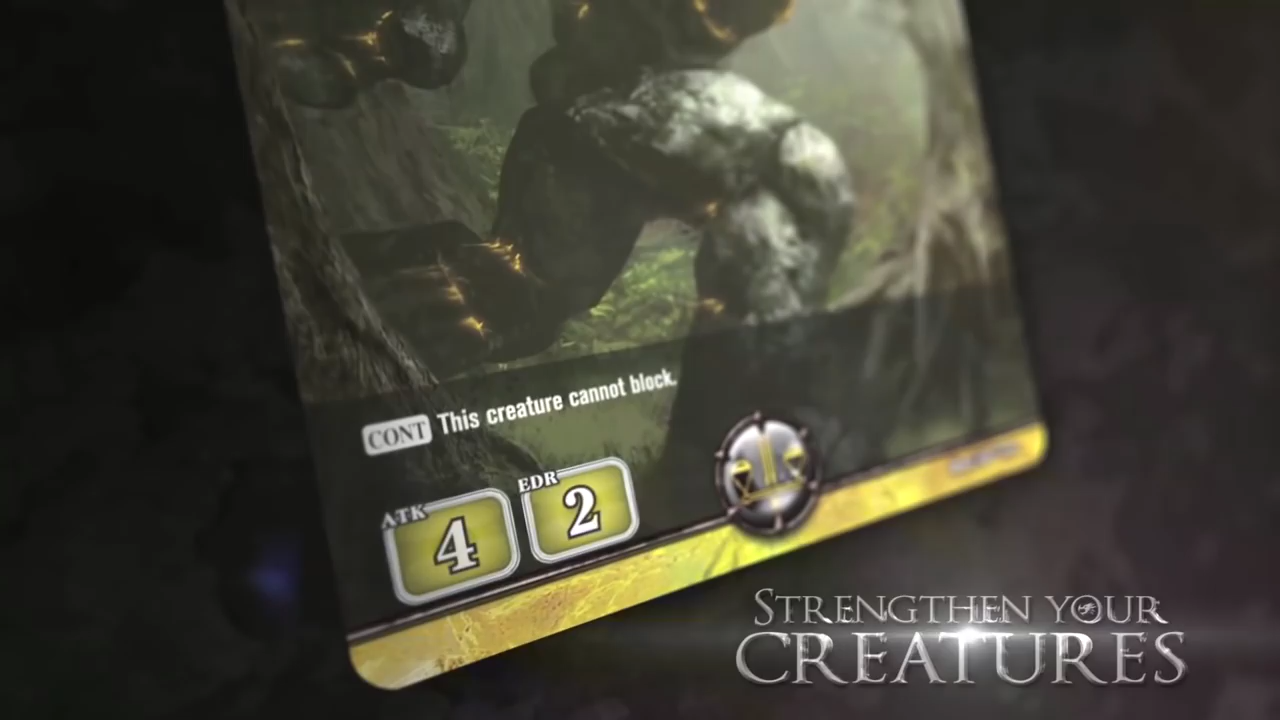 CONT This creature cannot block.
ATK 4
EDR 2
STRENGTHEN YOUR
CREATURES